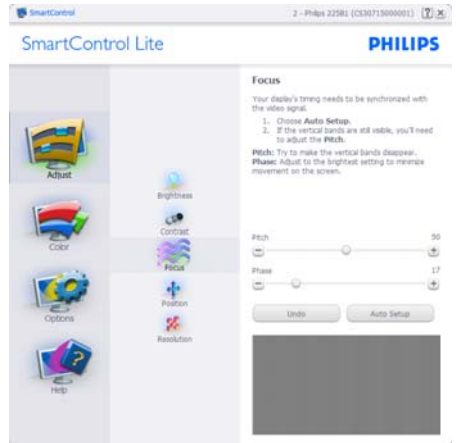 SmartControl
2 - Philips 225B1 (CS30715000001)
SmartControl Lite
PHILIPS
Adjust
Color
Options
Help
Brightness
Contrast
Focus
Position
Resolution
Focus
Your display's timing needs to be synchronized with
the video signal.
1. Choose Auto Setup.
2. If the vertical bands are still visible, you'll need
to adjust the Pitch.
Pitch: Try to make the vertical bands disappear.
Phase: Adjust to the brightest setting to minimize
movement on the screen.
Pitch 50
Phase 17
Undo Auto Setup